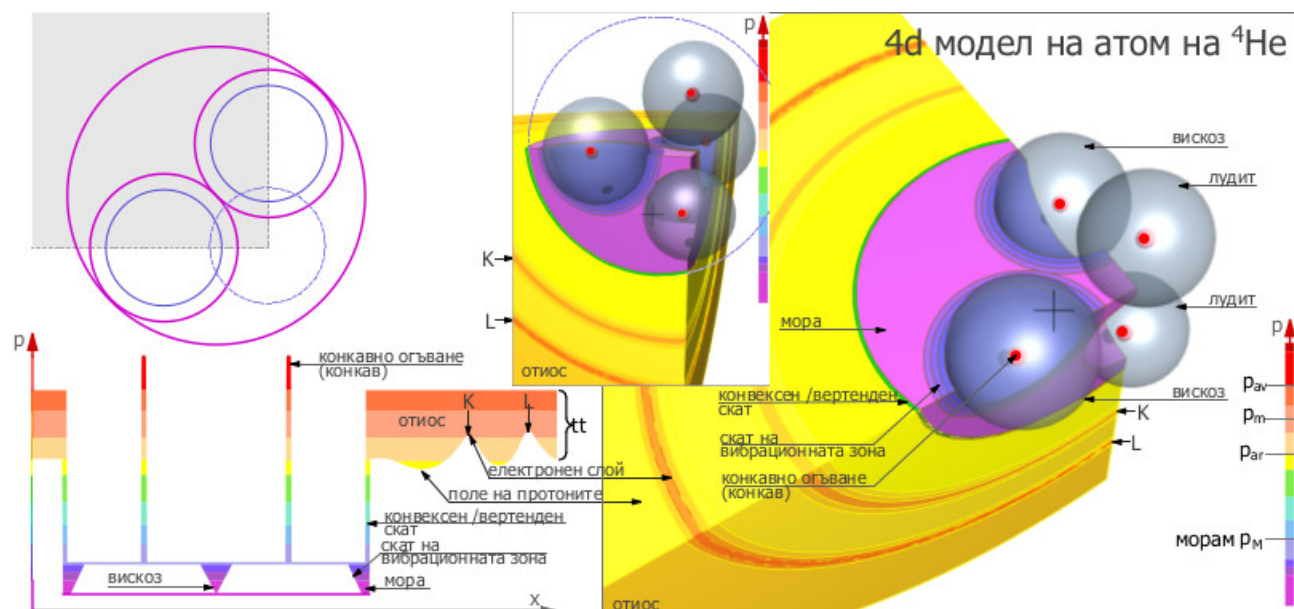 p
p
4d модел на атом на ⁴He
вискоз
лудит
K
L
лудит
мора
p
конкавно огъване
(конкав)
отиос
конвексен /вертенден
скат
вискоз
pav
K
L
отиос
K
L
tt
pm
скат на
вибрационната зона
par
електронен слой
конкавно огъване
(конкав)
поле на протоните
конвексен /вертенден
скат
морам pM
скат на
вибрационната зона
вискоз
мора
x
отиос